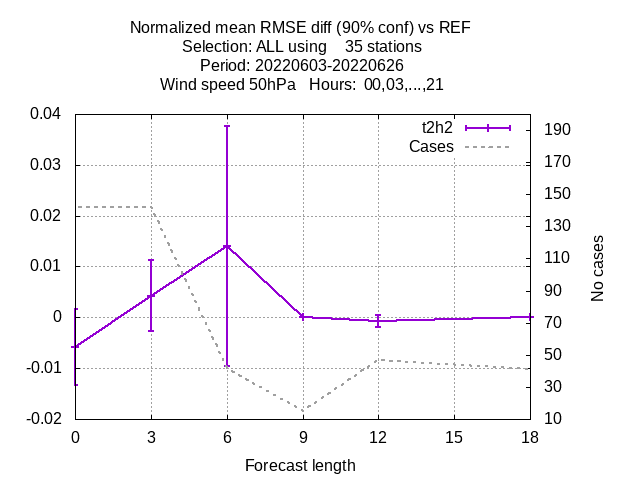 Normalized mean RMSE diff (90% conf) vs REF
Selection: ALL using    35 stations
Period: 20220603-20220626
Wind speed 50hPa   Hours:  00,03,...,21
t2h2
Cases
0.04
0.03
0.02
0.01
0
-0.01
-0.02
190
170
150
130
110
90
70
50
30
10
No cases
0 3 6 9 12 15 18
Forecast length